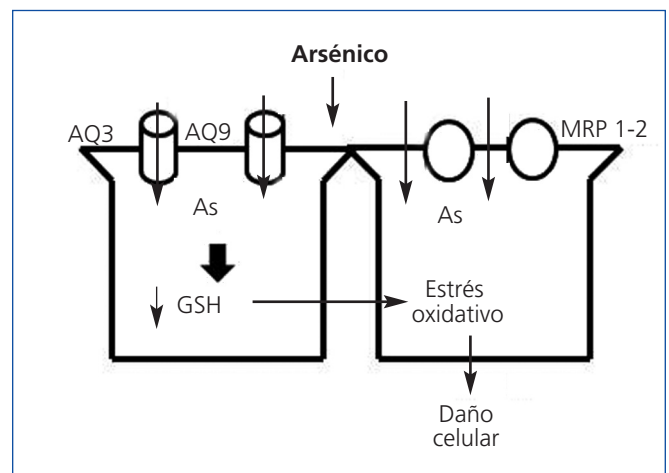 Arsénico
AQ3
AQ9
MRP 1-2
As
As
GSH
Estrés
oxidativo
Daño
celular